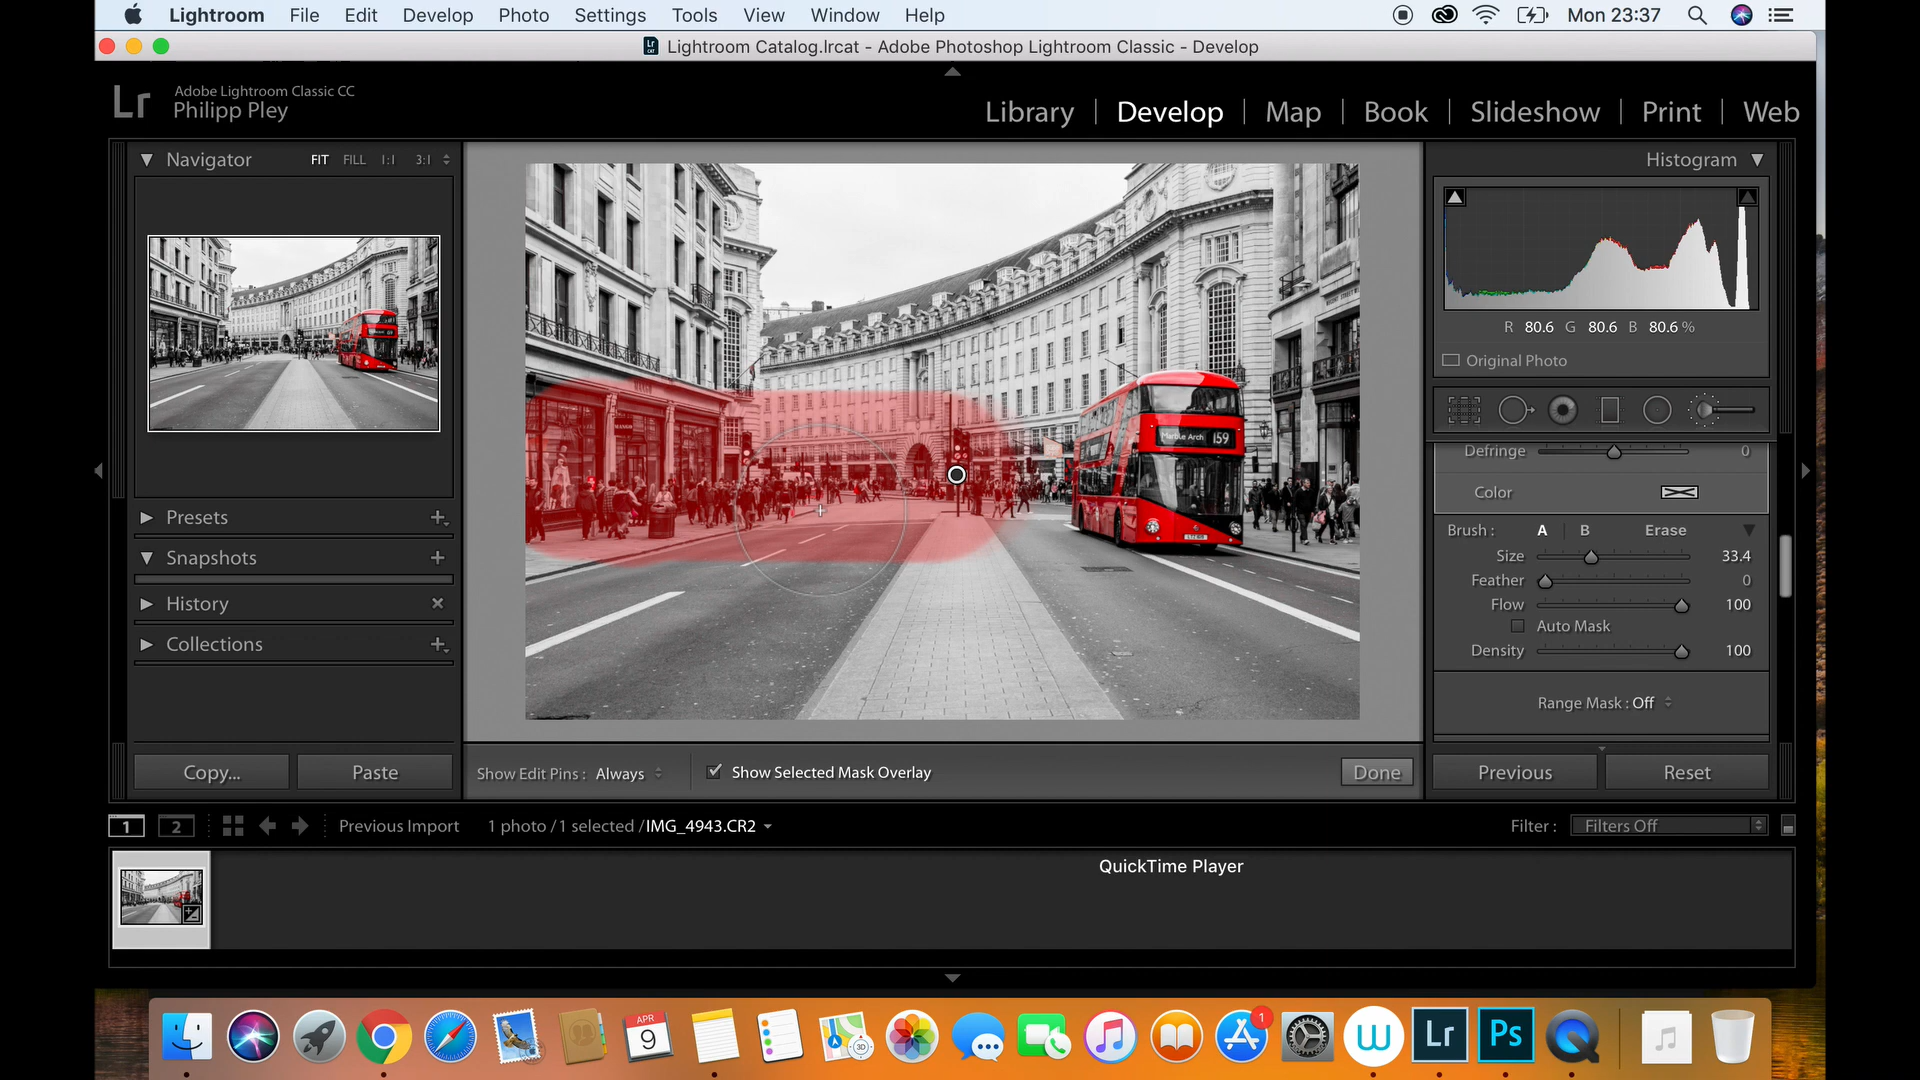 Lightroom File Edit Develop Photo Settings Tools View Window Help Mon 23:37
Lightroom Catalog.lrcat - Adobe Photoshop Lightroom Classic - Develop
Lr Adobe Lightroom Classic CC
Philipp Pley
Library | Develop | Map | Book | Slideshow | Print | Web
Navigator FIT FILL 1:1 3:1
Histogram
R 80.6 G 80.6 B 80.6 %
Original Photo
Defringe 0
Color
Brush : A B Erase
Size 33.4
Feather 0
Flow 100
Auto Mask
Density 100
Range Mask : Off
Presets
Snapshots
History
Collections
Marble Arch 159
MANGO
Copy... Paste
Show Edit Pins : Always Show Selected Mask Overlay Done
Previous Reset
1 2 Previous Import 1 photo / 1 selected / IMG_4943.CR2 Filter : Filters Off
QuickTime Player
APR
9
3D
1
W Lr Ps